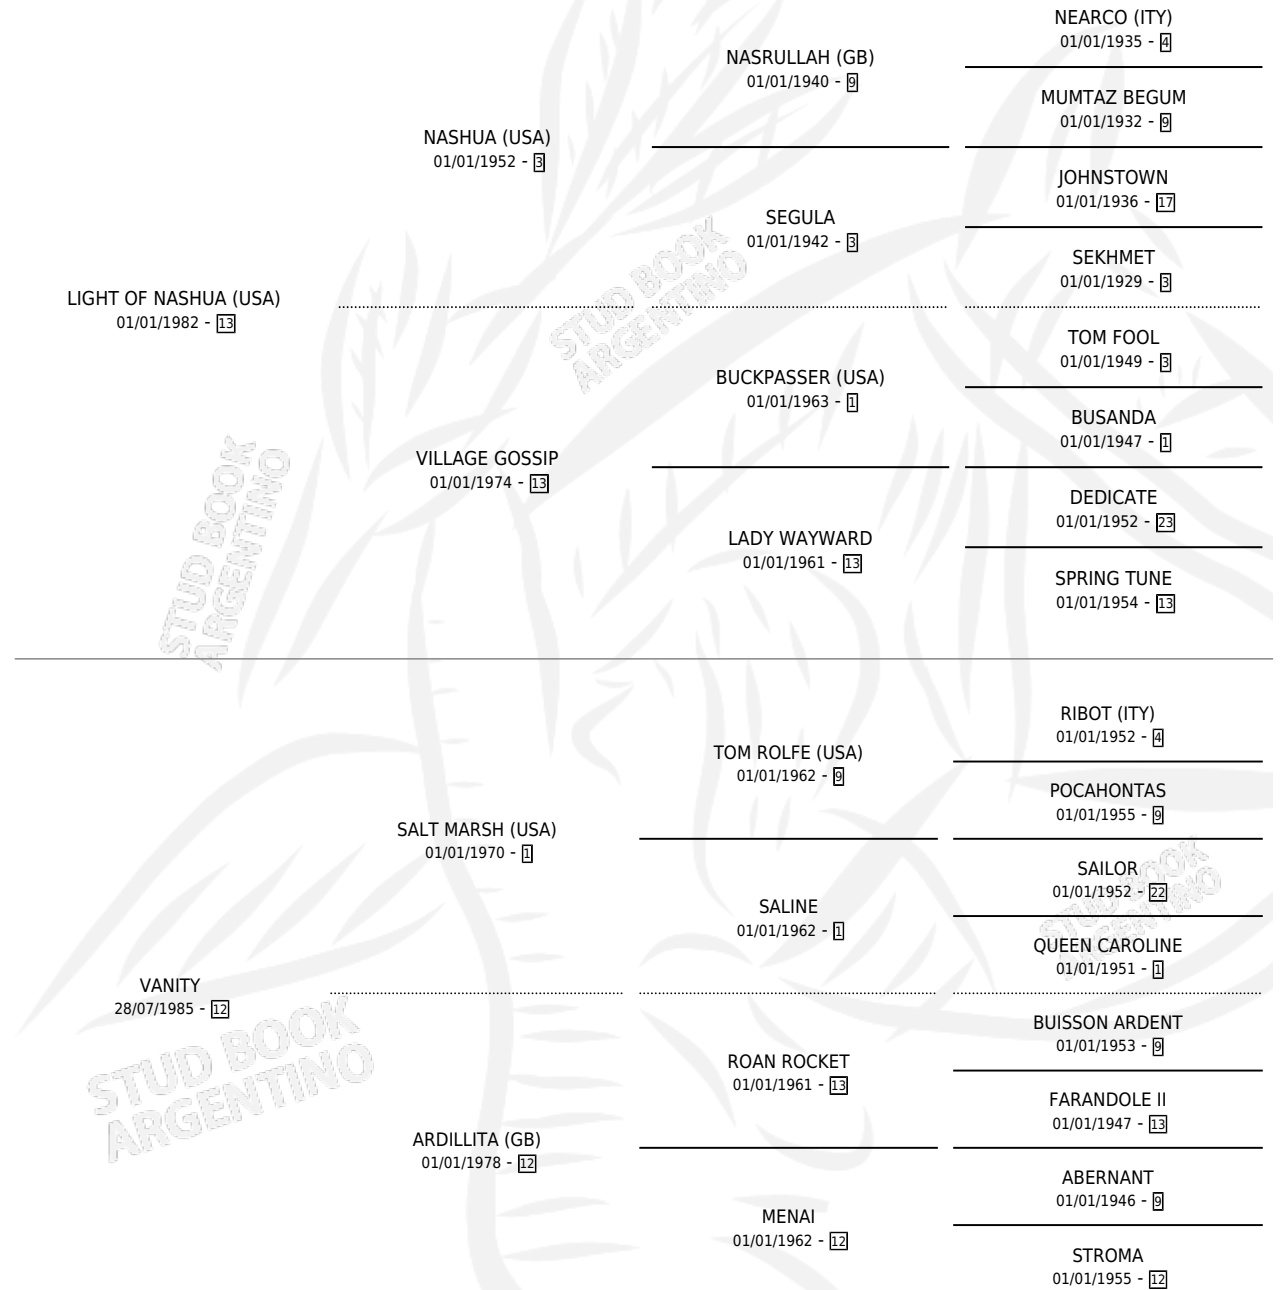 NEARCO (ITY)
01/01/1935 - 4
NASRULLAH (GB)
01/01/1940 - 9
MUMTAZ BEGUM
01/01/1932 - 9
NASHUA (USA)
01/01/1952 - 3
JOHNSTOWN
01/01/1936 - 17
SEGULA
01/01/1942 - 3
SEKHMET
01/01/1929 - 3
LIGHT OF NASHUA (USA)
01/01/1982 - 13
TOM FOOL
01/01/1949 - 3
BUCKPASSER (USA)
01/01/1963 - 1
BUSANDA
01/01/1947 - 1
VILLAGE GOSSIP
01/01/1974 - 13
DEDICATE
01/01/1952 - 23
LADY WAYWARD
01/01/1961 - 13
SPRING TUNE
01/01/1954 - 13
RIBOT (ITY)
01/01/1952 - 4
TOM ROLFE (USA)
01/01/1962 - 9
POCAHONTAS
01/01/1955 - 9
SALT MARSH (USA)
01/01/1970 - 1
SAILOR
01/01/1952 - 22
SALINE
01/01/1962 - 1
QUEEN CAROLINE
01/01/1951 - 1
VANITY
28/07/1985 - 12
BUISSON ARDENT
01/01/1953 - 9
ROAN ROCKET
01/01/1961 - 13
FARANDOLE II
01/01/1947 - 13
ARDILLITA (GB)
01/01/1978 - 12
ABERNANT
01/01/1946 - 9
MENAI
01/01/1962 - 12
STROMA
01/01/1955 - 12
STUD BOOK
ARGENTINO
STUD BOOK
ARGENTINO
STUD BOOK
ARGENTINO
STUD BOOK
ARGENTINO